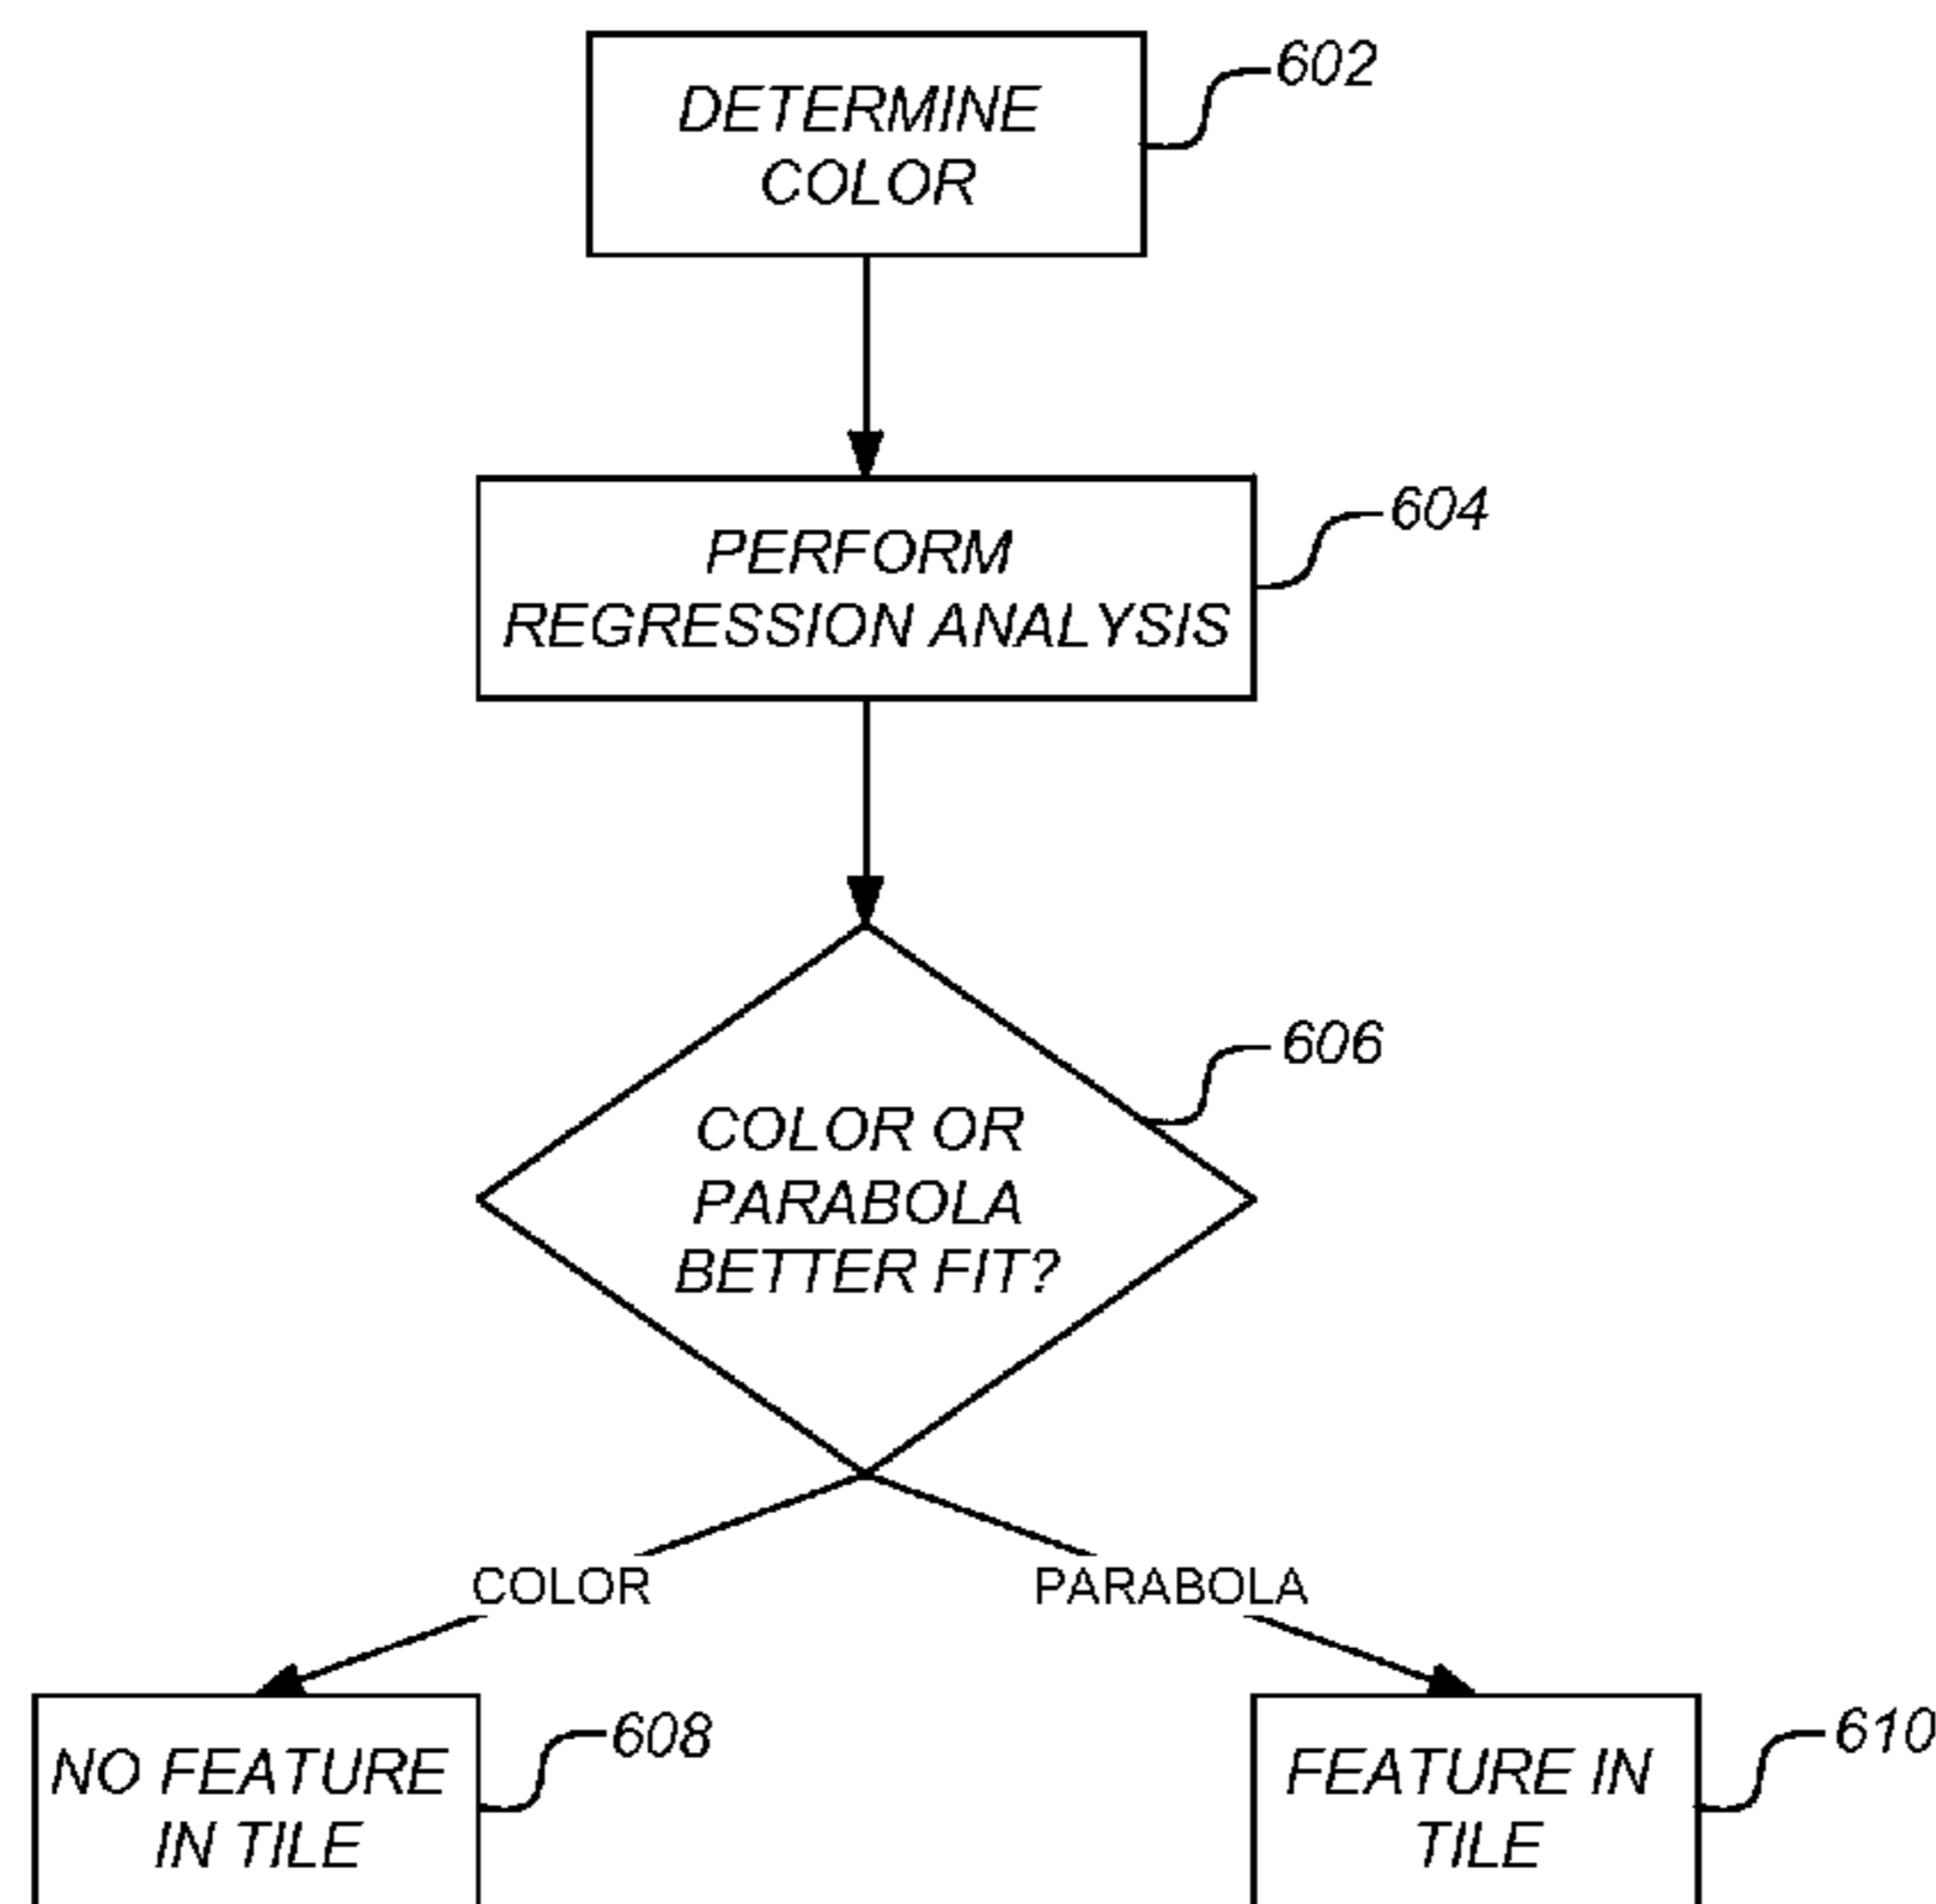 DETERMINE
COLOR
602
PERFORM
REGRESSION ANALYSIS
604
COLOR OR
PARABOLA
BETTER FIT?
606
COLOR
PARABOLA
NO FEATURE
IN TILE
608
FEATURE IN
TILE
610